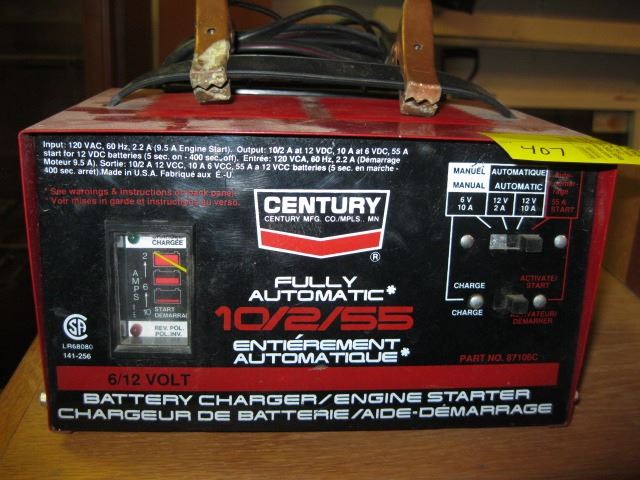 407
Input: 120 VAC, 60 Hz, 2.2 A (9.5 A Engine Start). Output: 10/2 A at 12 VDC, 10 A at 6 VDC, 55 A
start for 12 VDC batteries (5 sec. on - 400 sec. off). Entrée: 120 VCA, 60 Hz, 2.2 A (Démarrage
Moteur 9.5 A). Sortie: 10/2 A 12 VCC, 10 A 6 VCC, 55 A a 12 VCC batteries (5 sec. en marche -
400 sec. arrét). Made in U.S.A. Fabriqué aux É.-U.
*See warnings & instructions on back panel.
*Voir mises en garde et instructions au verso.
CENTURY
CENTURY MFG. CO./MPLS., MN
®
MANUEL AUTOMATIQUE
MANUAL AUTOMATIC
6 V 12 V 12 V
10 A 2 A 10 A
55 A
START
CHARGE
ACTIVATE/
START
CHARGE
ACTIVATEUR/
DÉMARRER
CHARGÉE
AMPS
2
6
10
START
DÉMARRA
REV. POL.
POL. INV.
SA
LR68080
141-256
FULLY
AUTOMATIC*
10/2/55
ENTIÉREMENT
AUTOMATIQUE*
PART NO. 87106C
6/12 VOLT
BATTERY CHARGER/ENGINE STARTER
CHARGEUR DE BATTERIE/AIDE-DÉMARRAGE